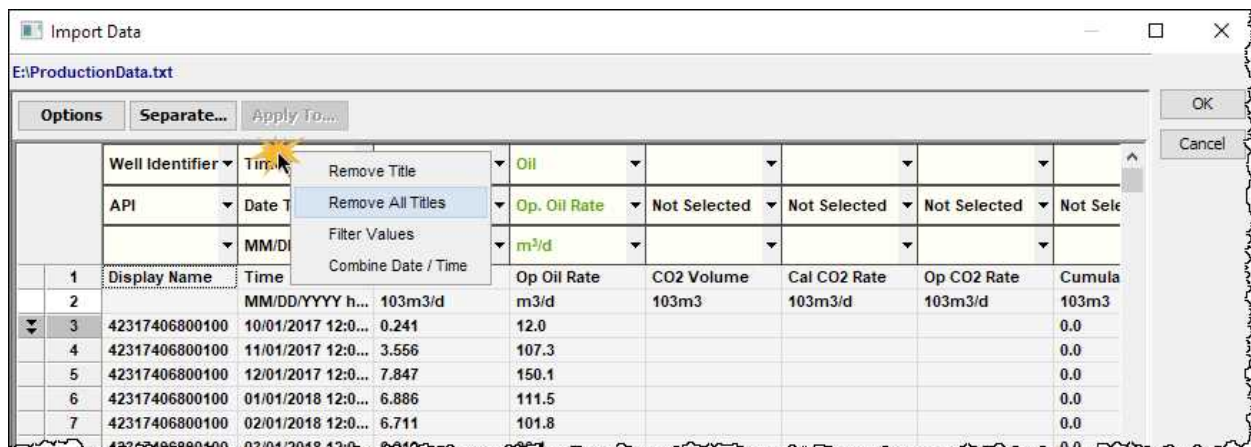 Import Data
E:\ProductionData.txt
Options Separate... Apply To... OK
Cancel
Well Identifier Tim Oil
Remove Title
API Date T Op. Oil Rate Not Selected Not Selected Not Selected Not Sele
Remove All Titles
Filter Values
MM/DI m³/d
Combine Date / Time
1 Display Name Time Op Oil Rate CO2 Volume Cal CO2 Rate Op CO2 Rate Cumula
2 MM/DD/YYYY h... 103m3/d m3/d 103m3 103m3/d 103m3/d 103m3
3 42317406800100 10/01/2017 12:0... 0.241 12.0 0.0
4 42317406800100 11/01/2017 12:0... 3.556 107.3 0.0
5 42317406800100 12/01/2017 12:0... 7.847 150.1 0.0
6 42317406800100 01/01/2018 12:0... 6.886 111.5 0.0
7 42317406800100 02/01/2018 12:0... 6.711 101.8 0.0